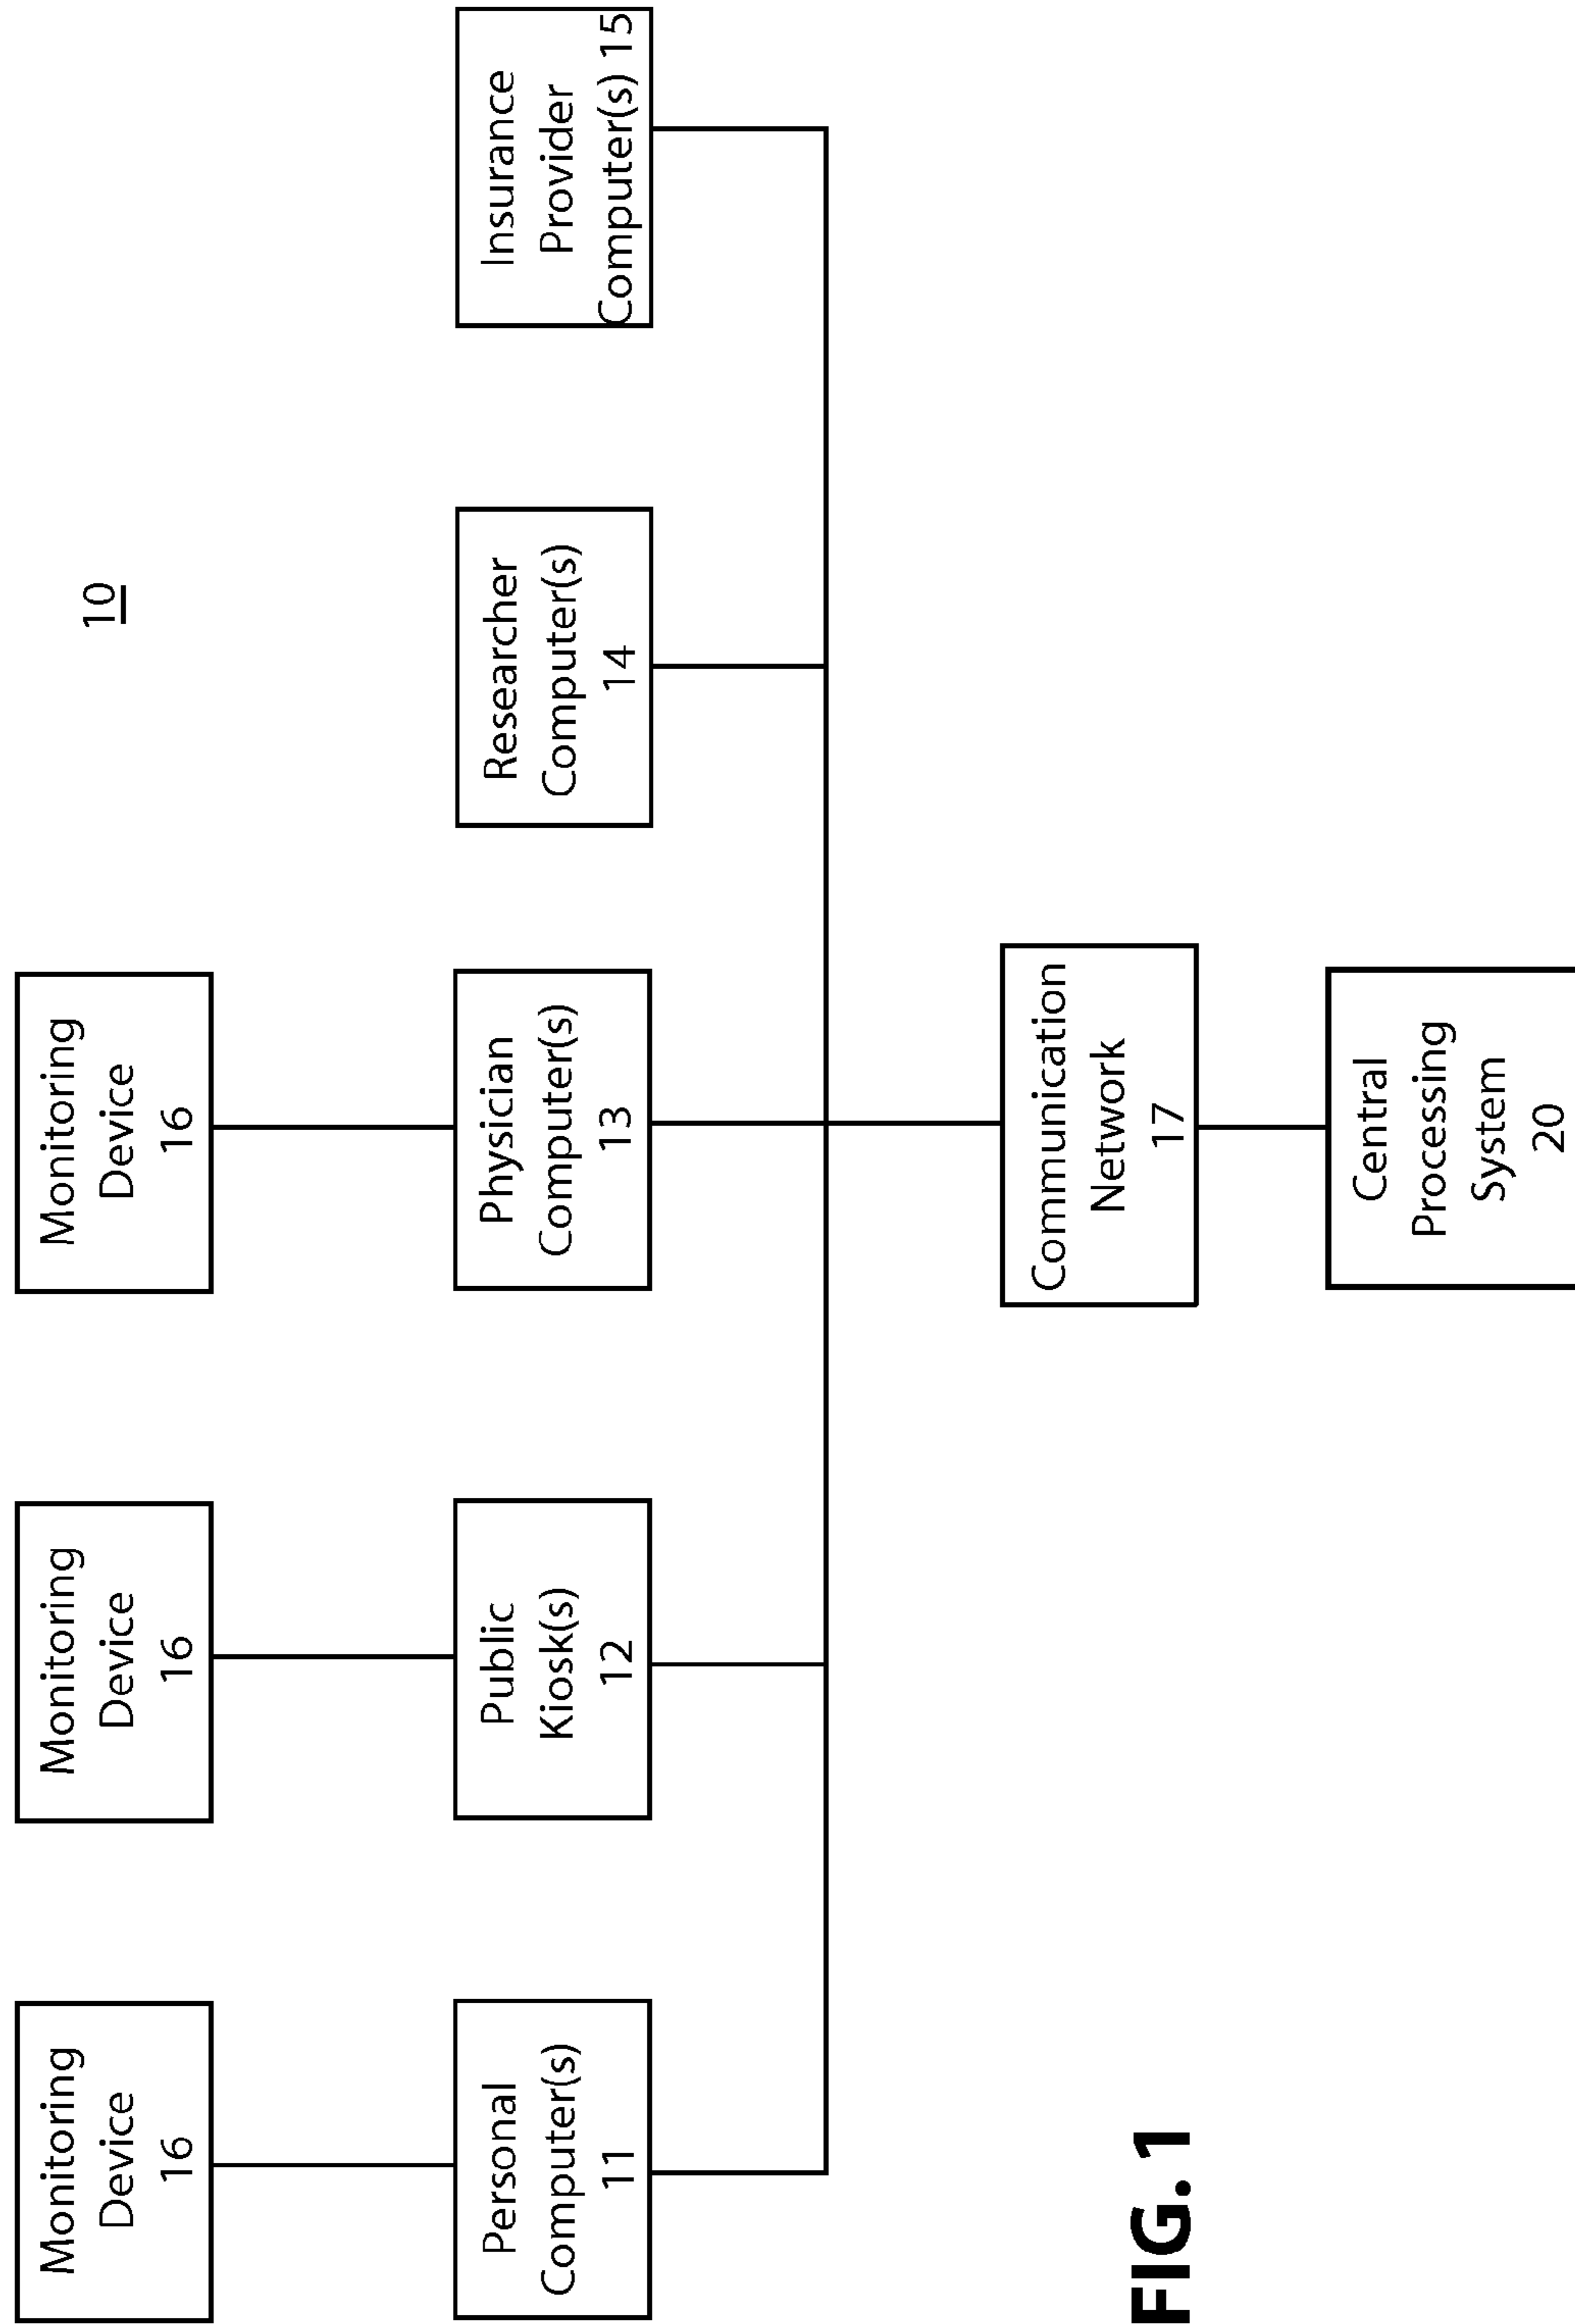 10
Monitoring
Device
16
Monitoring
Device
16
Monitoring
Device
16
Personal
Computer(s)
11
Public
Kiosk(s)
12
Physician
Computer(s)
13
Researcher
Computer(s)
14
Insurance
Provider
Computer(s) 15
Communication
Network
17
Central
Processing
System
20
FIG. 1